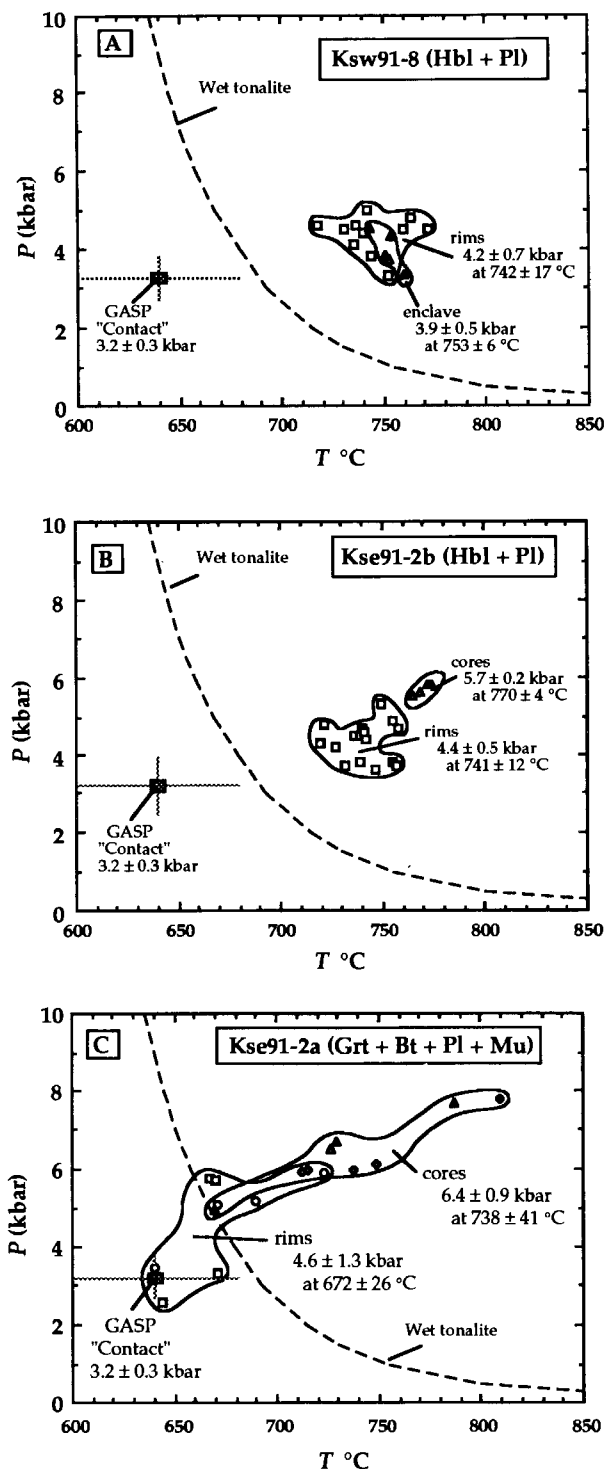 A
Ksw91-8 (Hbl + Pl)
Wet tonalite
rims
4.2 ± 0.7 kbar
at 742 ± 17 °C
enclave
3.9 ± 0.5 kbar
at 753 ± 6 °C
GASP
"Contact"
3.2 ± 0.3 kbar
P (kbar)
10
8
6
4
2
0
600 650 700 750 800 850
T °C
B
Kse91-2b (Hbl + Pl)
Wet tonalite
cores
5.7 ± 0.2 kbar
at 770 ± 4 °C
rims
4.4 ± 0.5 kbar
at 741 ± 12 °C
GASP
"Contact"
3.2 ± 0.3 kbar
P (kbar)
10
8
6
4
2
0
600 650 700 750 800 850
T °C
C
Kse91-2a (Grt + Bt + Pl + Mu)
cores
6.4 ± 0.9 kbar
at 738 ± 41 °C
rims
4.6 ± 1.3 kbar
at 672 ± 26 °C
GASP
"Contact"
3.2 ± 0.3 kbar
Wet tonalite
P (kbar)
10
8
6
4
2
0
600 650 700 750 800 850
T °C